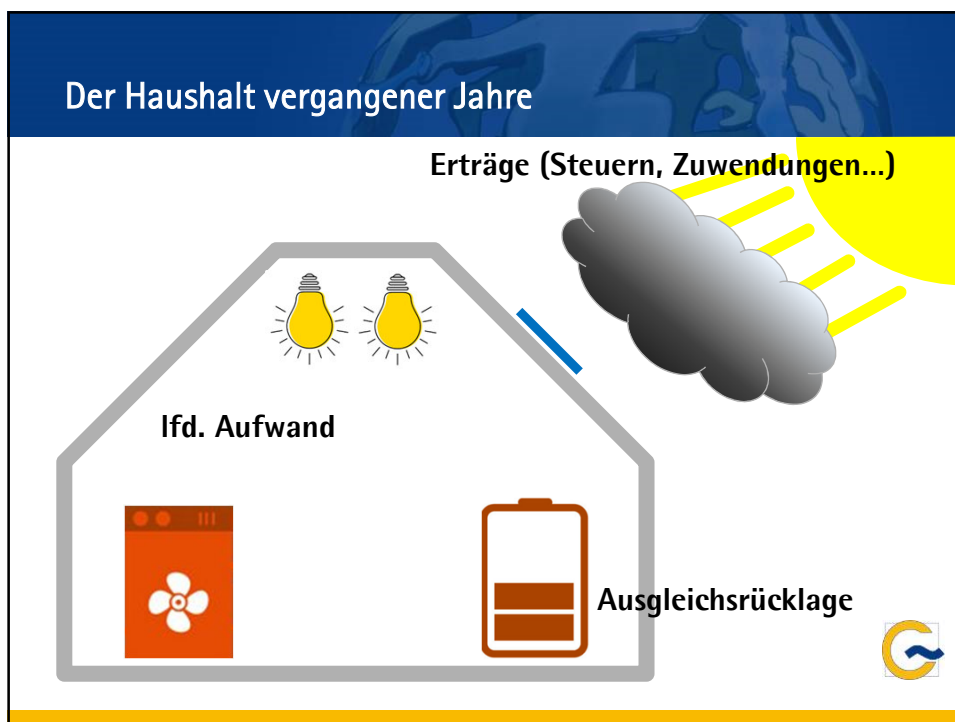 Der Haushalt vergangener Jahre
Erträge (Steuern, Zuwendungen...)
lfd. Aufwand
Ausgleichsrücklage